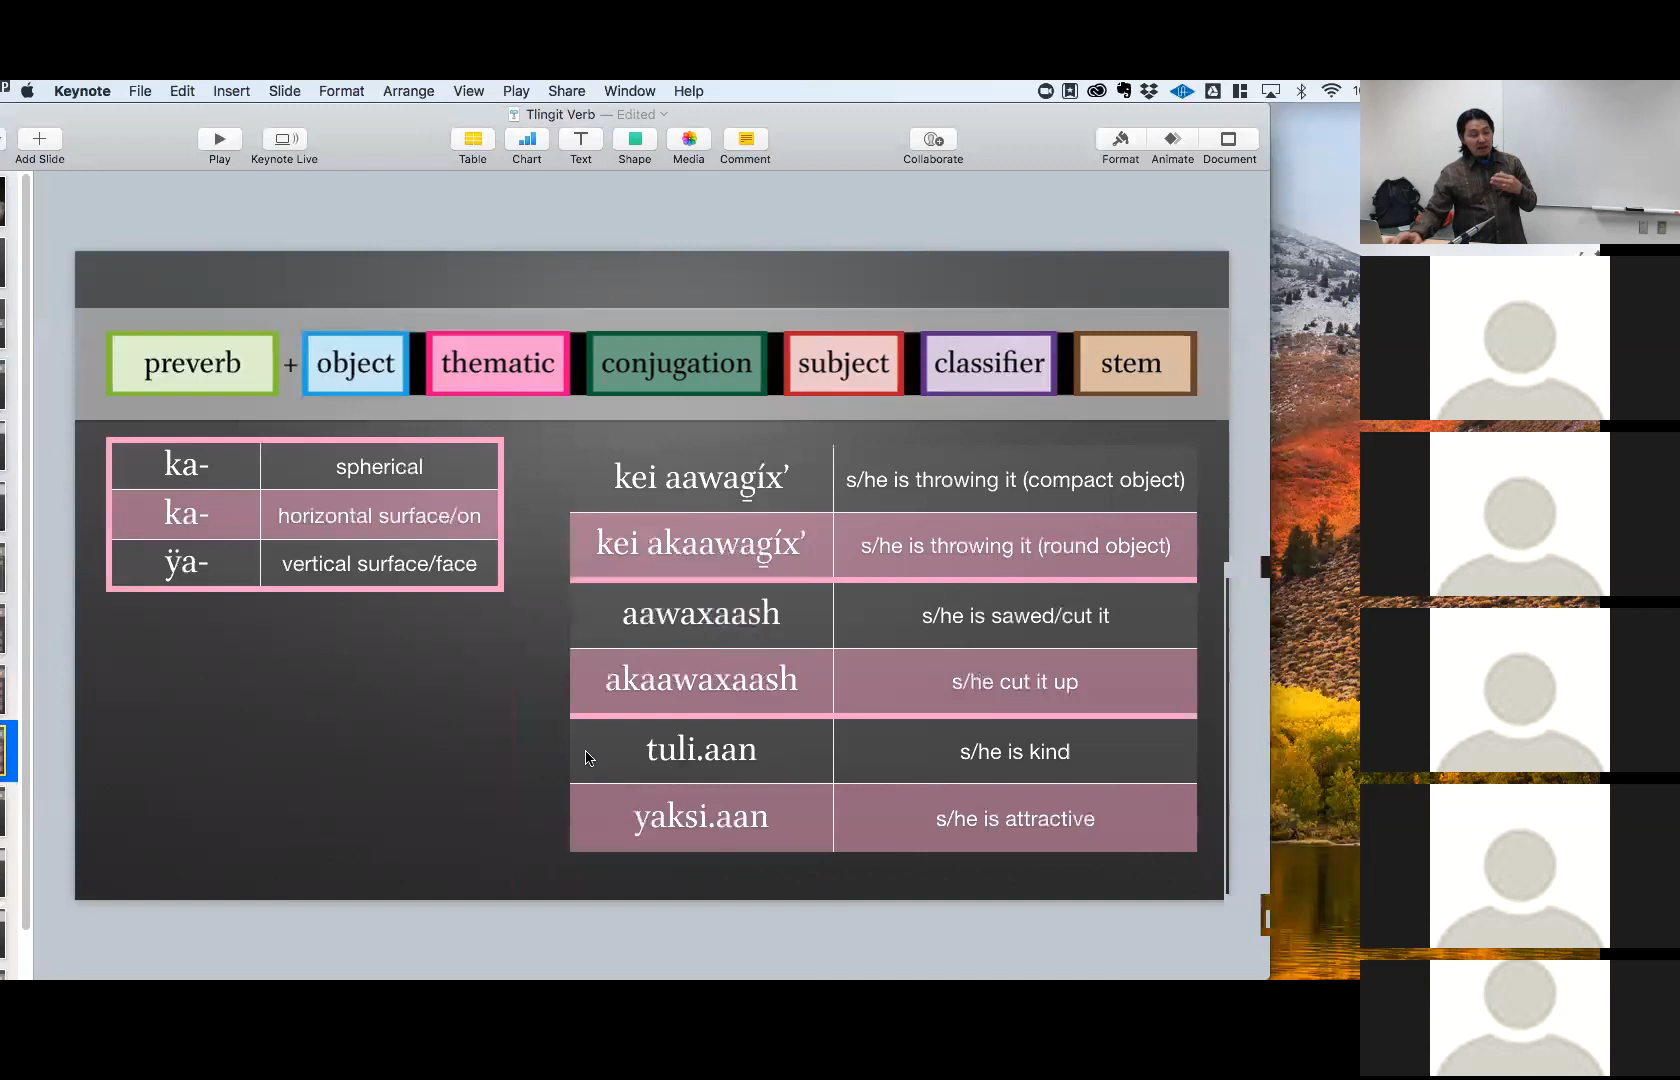 Keynote File Edit Insert Slide Format Arrange View Play Share Window Help
Tlingit Verb — Edited
Add Slide Play Keynote Live Table Chart Text Shape Media Comment Collaborate Format Animate Document
preverb + object thematic conjugation subject classifier stem
ka- spherical
ka- horizontal surface/on
ÿa- vertical surface/face
kei aawag̱íx’ s/he is throwing it (compact object)
kei akaawag̱íx’ s/he is throwing it (round object)
aawaxaash s/he is sawed/cut it
akaawaxaash s/he cut it up
tuli.aan s/he is kind
yaksi.aan s/he is attractive